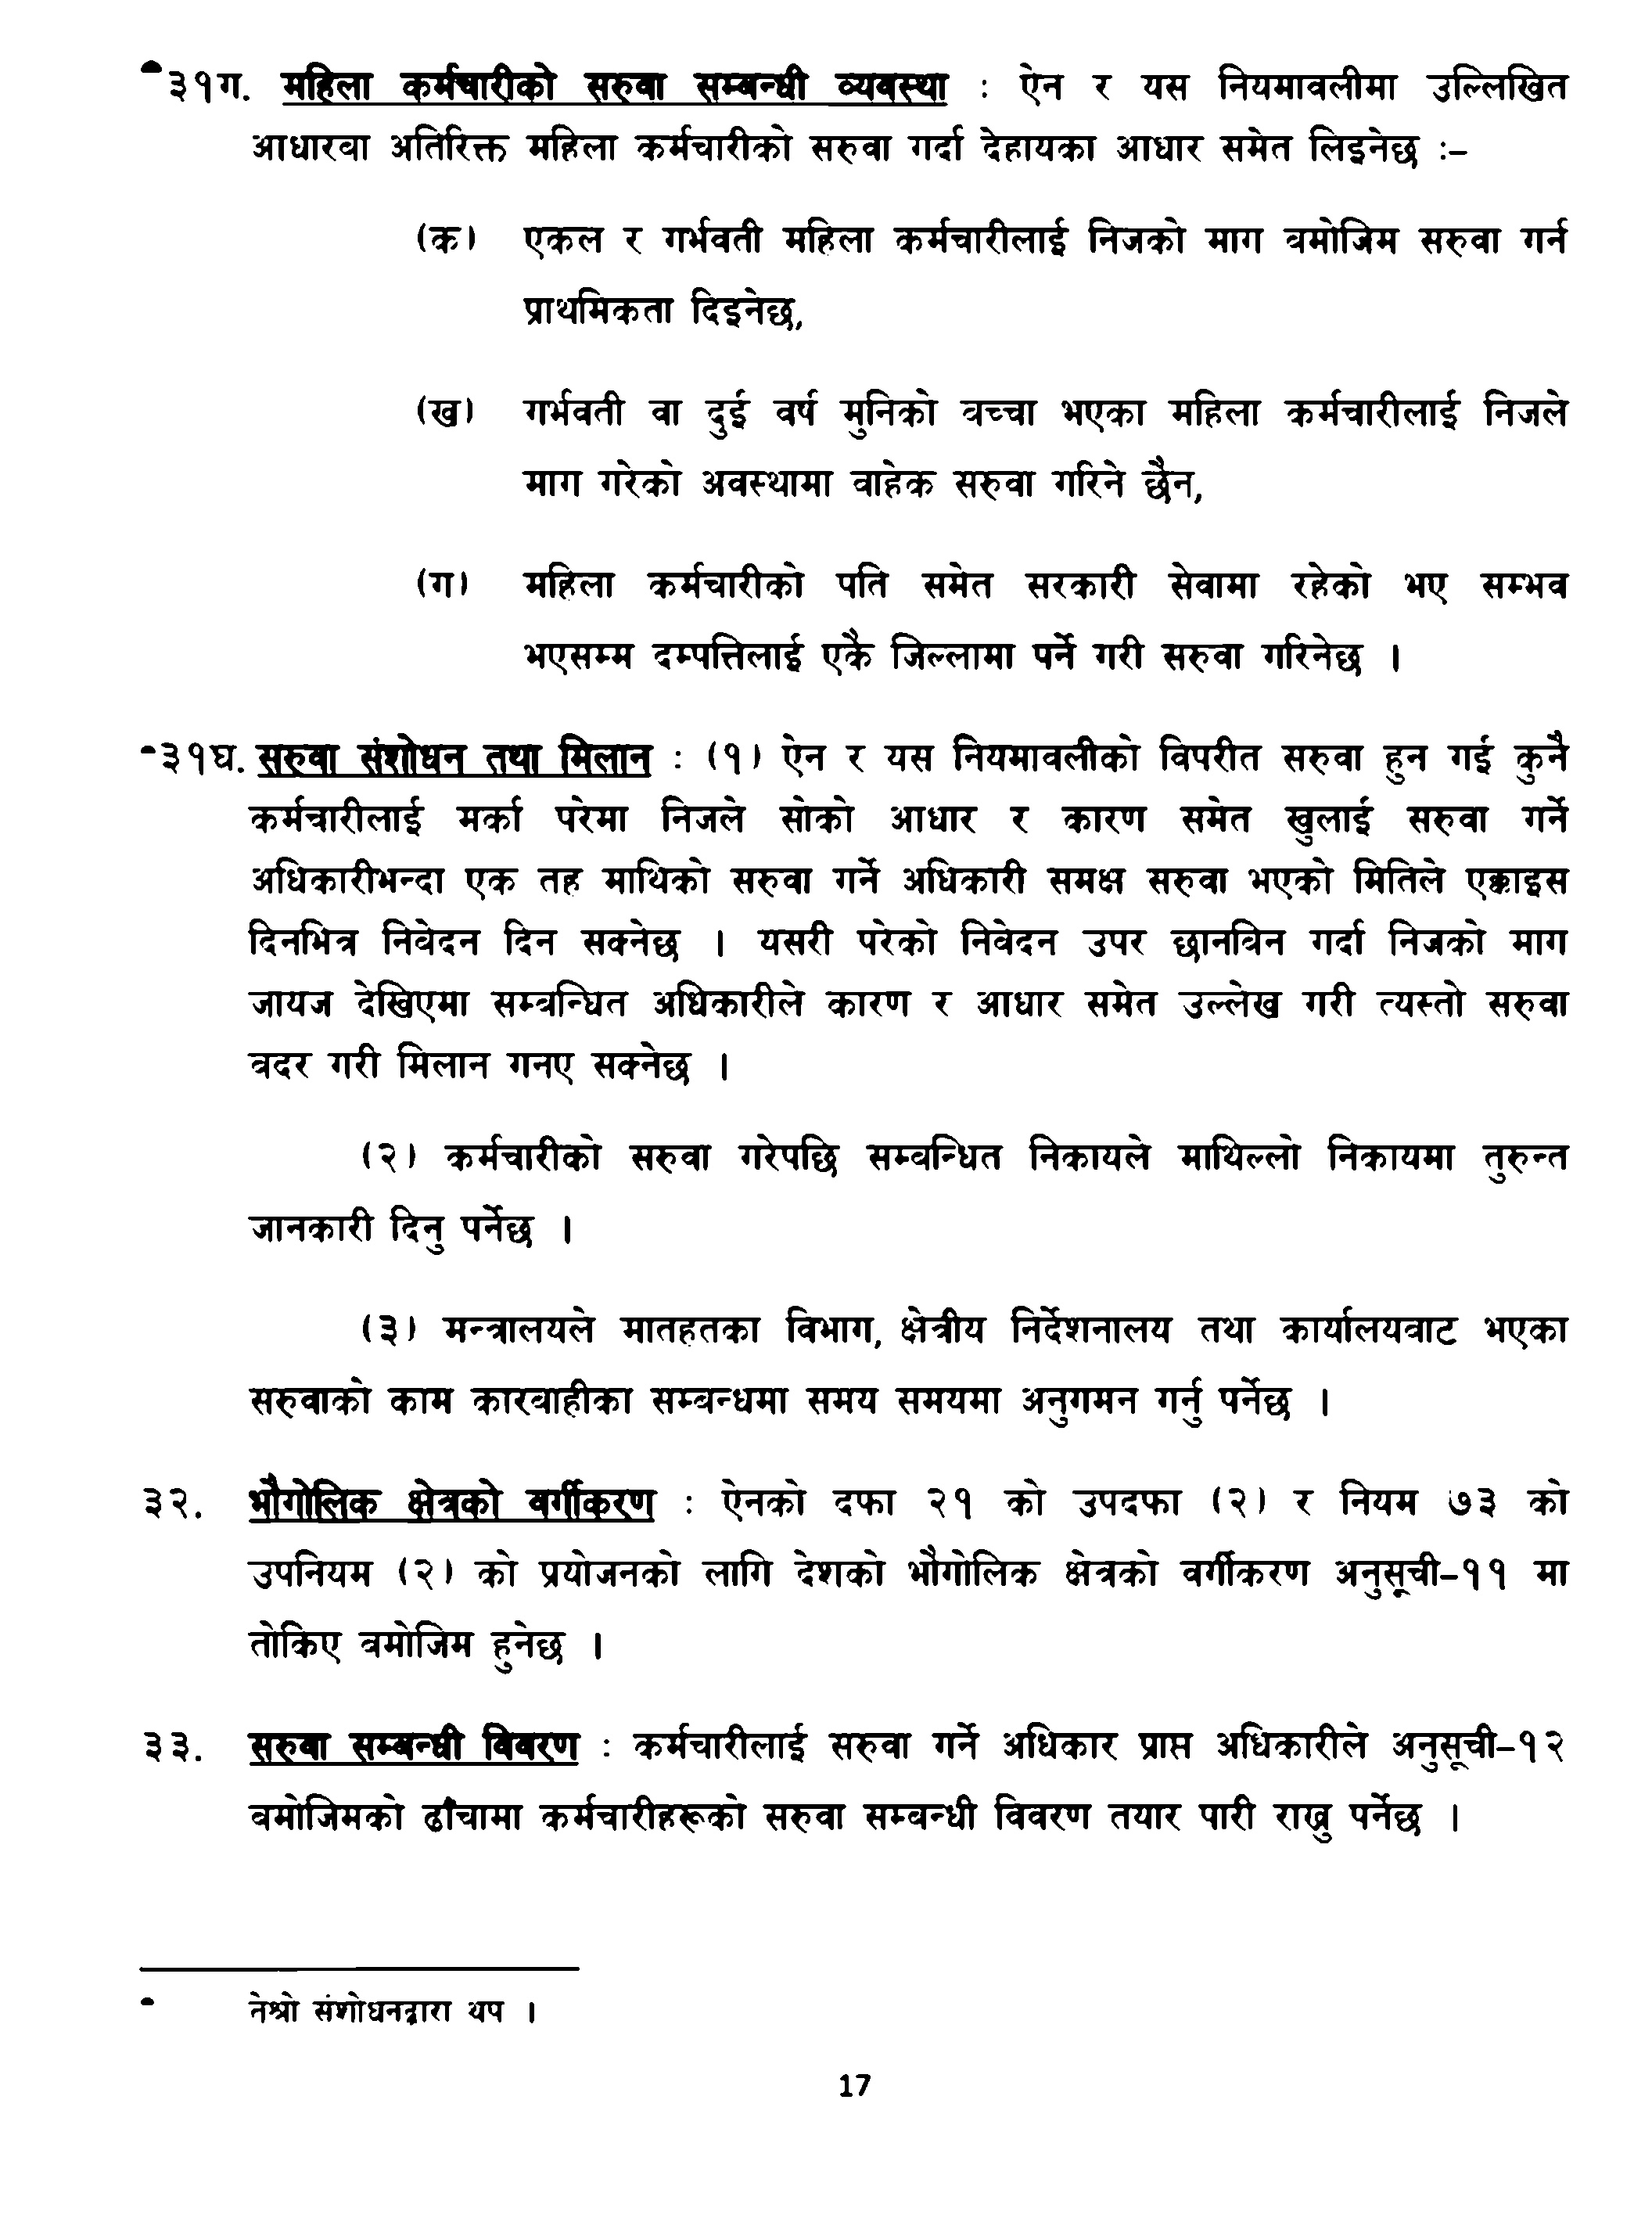 ३१ग. महिला कर्मचारीको सरुवा सम्बन्धी व्यवस्था : ऐन र यस नियमावलीमा उल्लिखित
आधारबा अतिरिक्त महिला कर्मचारीको सरुवा गर्दा देहायका आधार समेत लिइनेछ :–
(क) एकल र गर्भवती महिला कर्मचारीलाई निजको माग बमोजिम सरुवा गर्न
प्राथमिकता दिइनेछ,
(ख) गर्भवती वा दुई वर्ष मुनिको बच्चा भएका महिला कर्मचारीलाई निजले
माग गरेको अवस्थामा वाहेक सरुवा गरिने छैन,
(ग) महिला कर्मचारीको पति समेत सरकारी सेवामा रहेको भए सम्भव
भएसम्म दम्पत्तिलाई एकै जिल्लामा पर्ने गरी सरुवा गरिनेछ ।
३१घ. सरुवा संशोधन तथा मिलान : (१) ऐन र यस नियमावलीको विपरीत सरुवा हुन गई कुनै
कर्मचारीलाई मर्का परेमा निजले सोको आधार र कारण समेत खुलाई सरुवा गर्ने
अधिकारीभन्दा एक तह माथिको सरुवा गर्ने अधिकारी समक्ष सरुवा भएको मितिले एक्काइस
दिनभित्र निवेदन दिन सक्नेछ । यसरी परेको निवेदन उपर छानविन गर्दा निजको माग
जायज देखिएमा सम्बन्धित अधिकारीले कारण र आधार समेत उल्लेख गरी त्यस्तो सरुवा
वदर गरी मिलान गनए सक्नेछ ।
(२) कर्मचारीको सरुवा गरेपछि सम्बन्धित निकायले माथिल्लो निकायमा तुरुन्त
जानकारी दिनु पर्नेछ ।
(३) मन्त्रालयले मातहतका विभाग, क्षेत्रीय निर्देशनालय तथा कार्यालयबाट भएका
सरुवाको काम कारबाहीका सम्बन्धमा समय समयमा अनुगमन गर्नु पर्नेछ ।
३२. भौगोलिक क्षेत्रको वर्गीकरण : ऐनको दफा २१ को उपदफा (२) र नियम ७३ को
उपनियम (२) को प्रयोजनको लागि देशको भौगोलिक क्षेत्रको वर्गीकरण अनुसूची–११ मा
तोकिए बमोजिम हुनेछ ।
३३. सरुवा सम्बन्धी विवरण : कर्मचारीलाई सरुवा गर्ने अधिकार प्राप्त अधिकारीले अनुसूची–१२
बमोजिमको ढाँचामा कर्मचारीहरूको सरुवा सम्बन्धी विवरण तयार पारी राख्नु पर्नेछ ।
तेश्रो संशोधनद्वारा थप ।
17